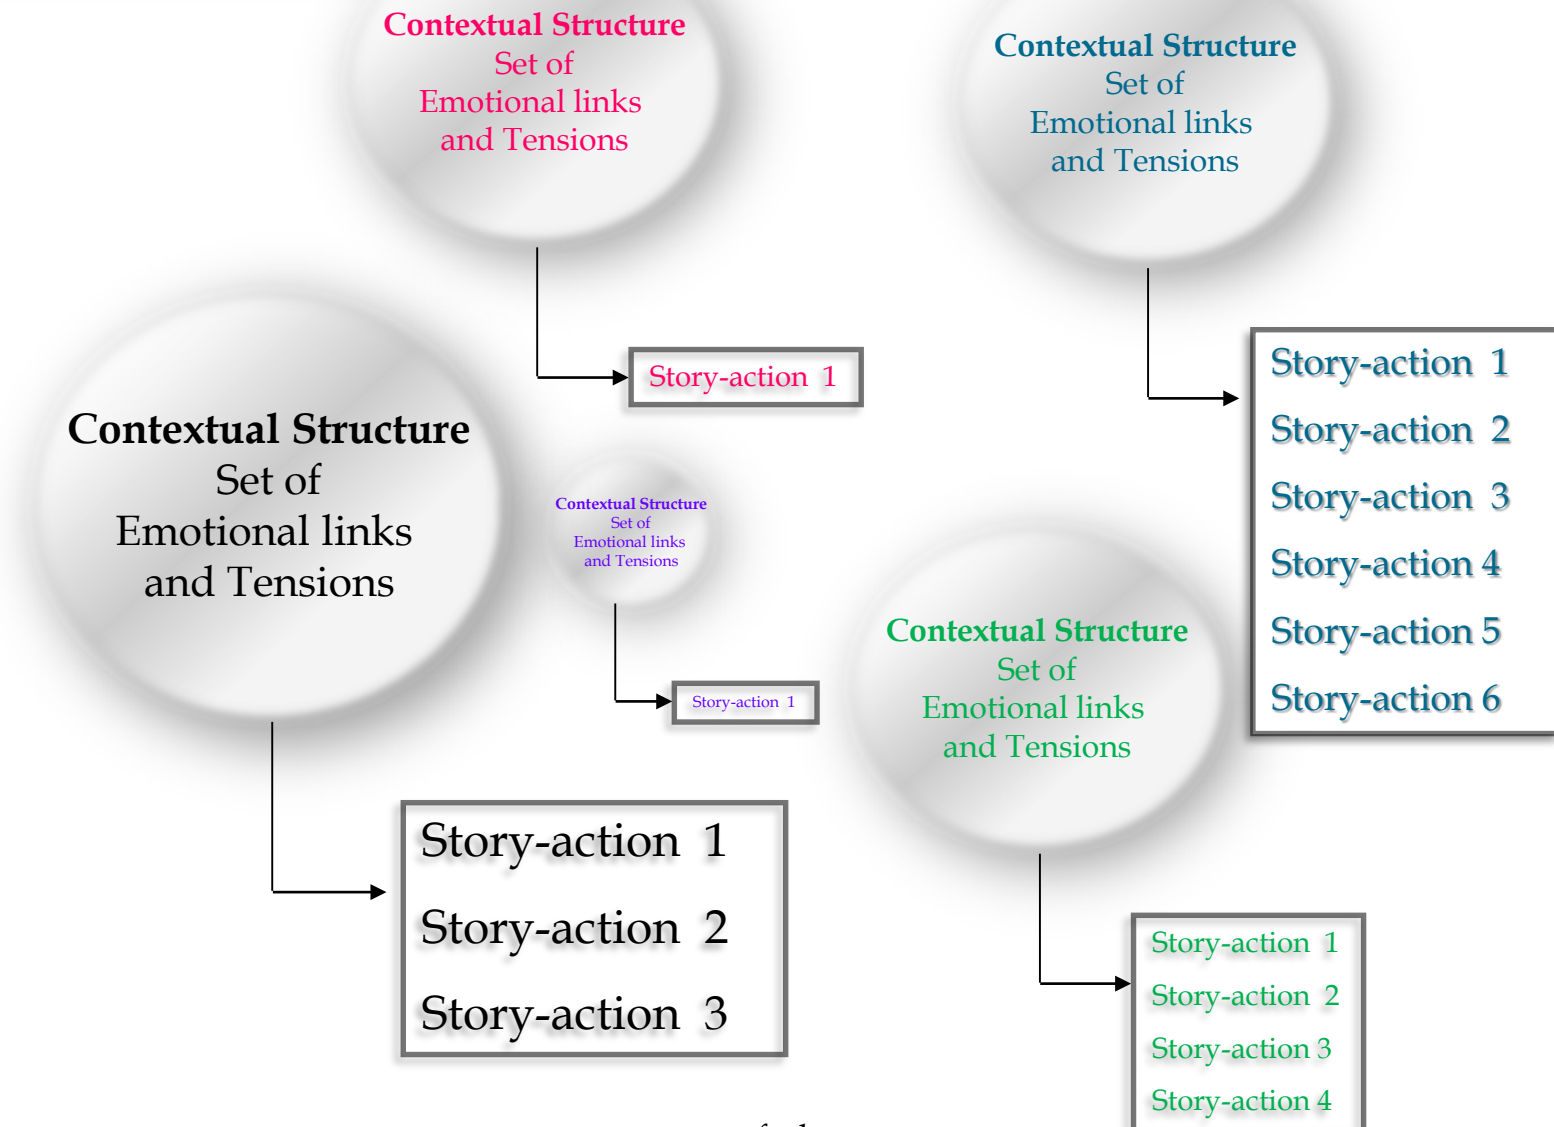 Contextual Structure
Set of
Emotional links
and Tensions
Story-action 1
Contextual Structure
Set of
Emotional links
and Tensions
Story-action 1
Story-action 2
Story-action 3
Story-action 4
Story-action 5
Story-action 6
Contextual Structure
Set of
Emotional links
and Tensions
Story-action 1
Story-action 2
Story-action 3
Contextual Structure
Set of
Emotional links
and Tensions
Story-action 1
Contextual Structure
Set of
Emotional links
and Tensions
Story-action 1
Story-action 2
Story-action 3
Story-action 4